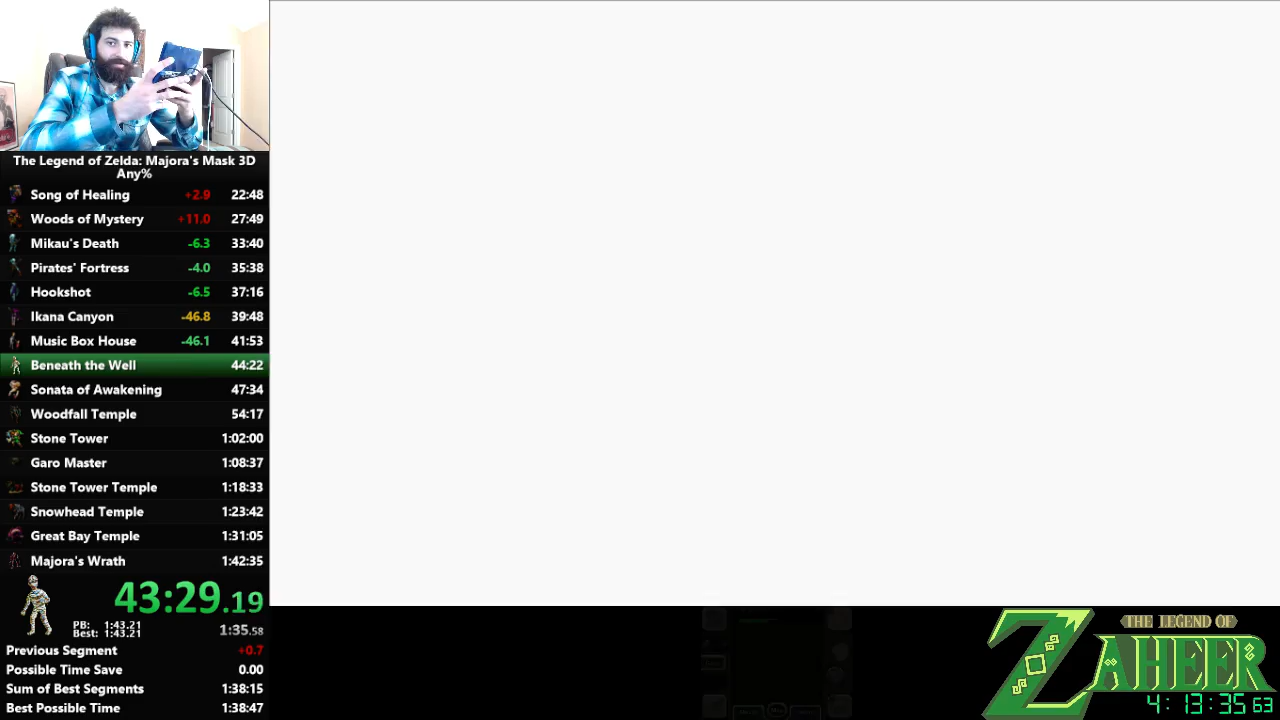 The Legend of Zelda: Majora's Mask 3D
Any%
Song of Healing +2.9 22:48
Woods of Mystery +11.0 27:49
Mikau's Death -6.3 33:40
Pirates' Fortress -4.0 35:38
Hookshot -6.5 37:16
Ikana Canyon -46.8 39:48
Music Box House -46.1 41:53
Beneath the Well 44:22
Sonata of Awakening 47:34
Woodfall Temple 54:17
Stone Tower 1:02:00
Garo Master 1:08:37
Stone Tower Temple 1:18:33
Snowhead Temple 1:23:42
Great Bay Temple 1:31:05
Majora's Wrath 1:42:35
43:29.19
PB: 1:43.21 1:35.58
Best: 1:43.21
Previous Segment +0.7
Possible Time Save 0.00
Sum of Best Segments 1:38:15
Best Possible Time 1:38:47
THE LEGEND OF
ZAHEER
4:13:35 63